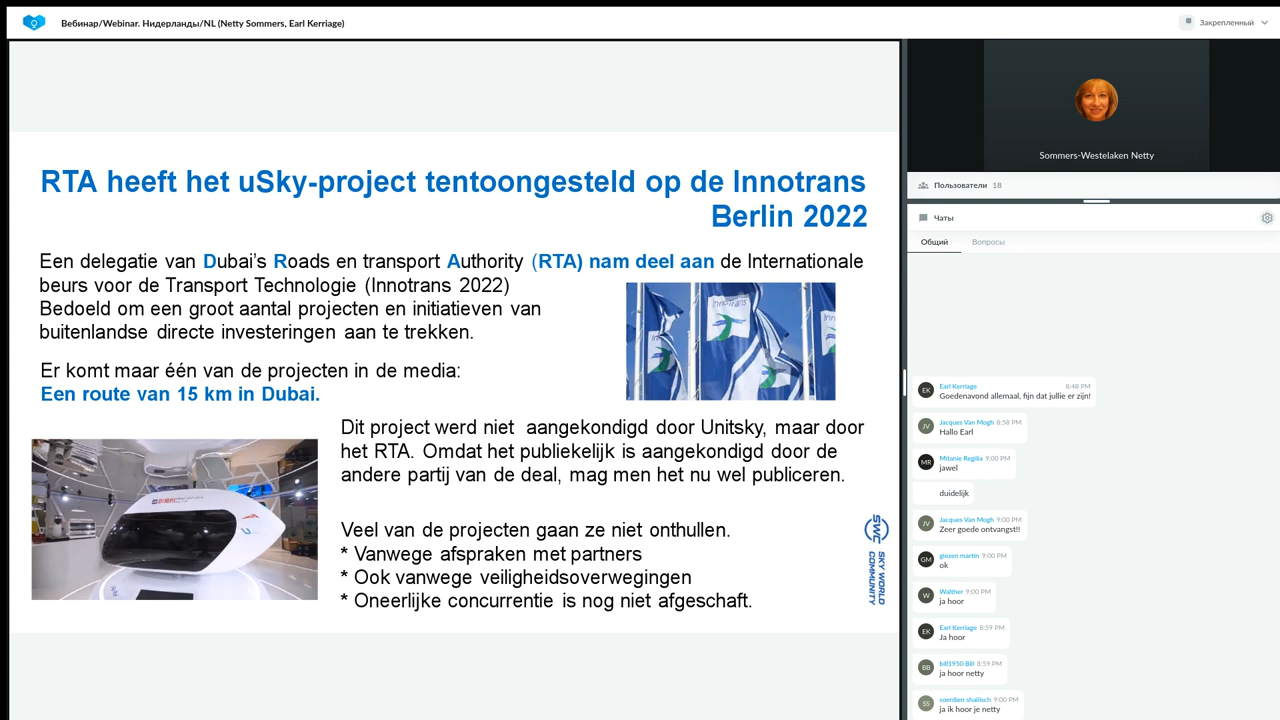 Вебинар/Webinar. Нидерланды/NL (Netty Sommers, Earl Kerriage)
Закрепленный
RTA heeft het uSky-project tentoongesteld op de Innotrans
Berlin 2022
Een delegatie van Dubai's Roads en transport Authority (RTA) nam deel aan de Internationale
beurs voor de Transport Technologie (Innotrans 2022)
Bedoeld om een groot aantal projecten en initiatieven van
buitenlandse directe investeringen aan te trekken.
Er komt maar één van de projecten in de media:
Een route van 15 km in Dubai.
Dit project werd niet aangekondigd door Unitsky, maar door
het RTA. Omdat het publiekelijk is aangekondigd door de
andere partij van de deal, mag men het nu wel publiceren.
Veel van de projecten gaan ze niet onthullen.
* Vanwege afspraken met partners
* Ook vanwege veiligheidsoverwegingen
* Oneerlijke concurrentie is nog niet afgeschaft.
InnoTrans
DUBAI
SWC
SKY WORLD
COMMUNITY
Sommers-Westelaken Netty
Пользователи 18
Чаты
Общий Вопросы
EK Earl Kerriage 8:48 PM
Goedenavond allemaal, fijn dat jullie er zijn!
JV Jacques Van Mogh 8:58 PM
Hallo Earl
MR Mitanie Regilia 9:00 PM
jawel
duidelijk
JV Jacques Van Mogh 9:00 PM
Zeer goede ontvangst!!
GM giezen martin 9:00 PM
ok
W Walther 9:00 PM
ja hoor
EK Earl Kerriage 8:59 PM
Ja hoor
BB bill1950 Bill 8:59 PM
ja hoor netty
SS soerdien shailisch 9:00 PM
ja ik hoor je netty